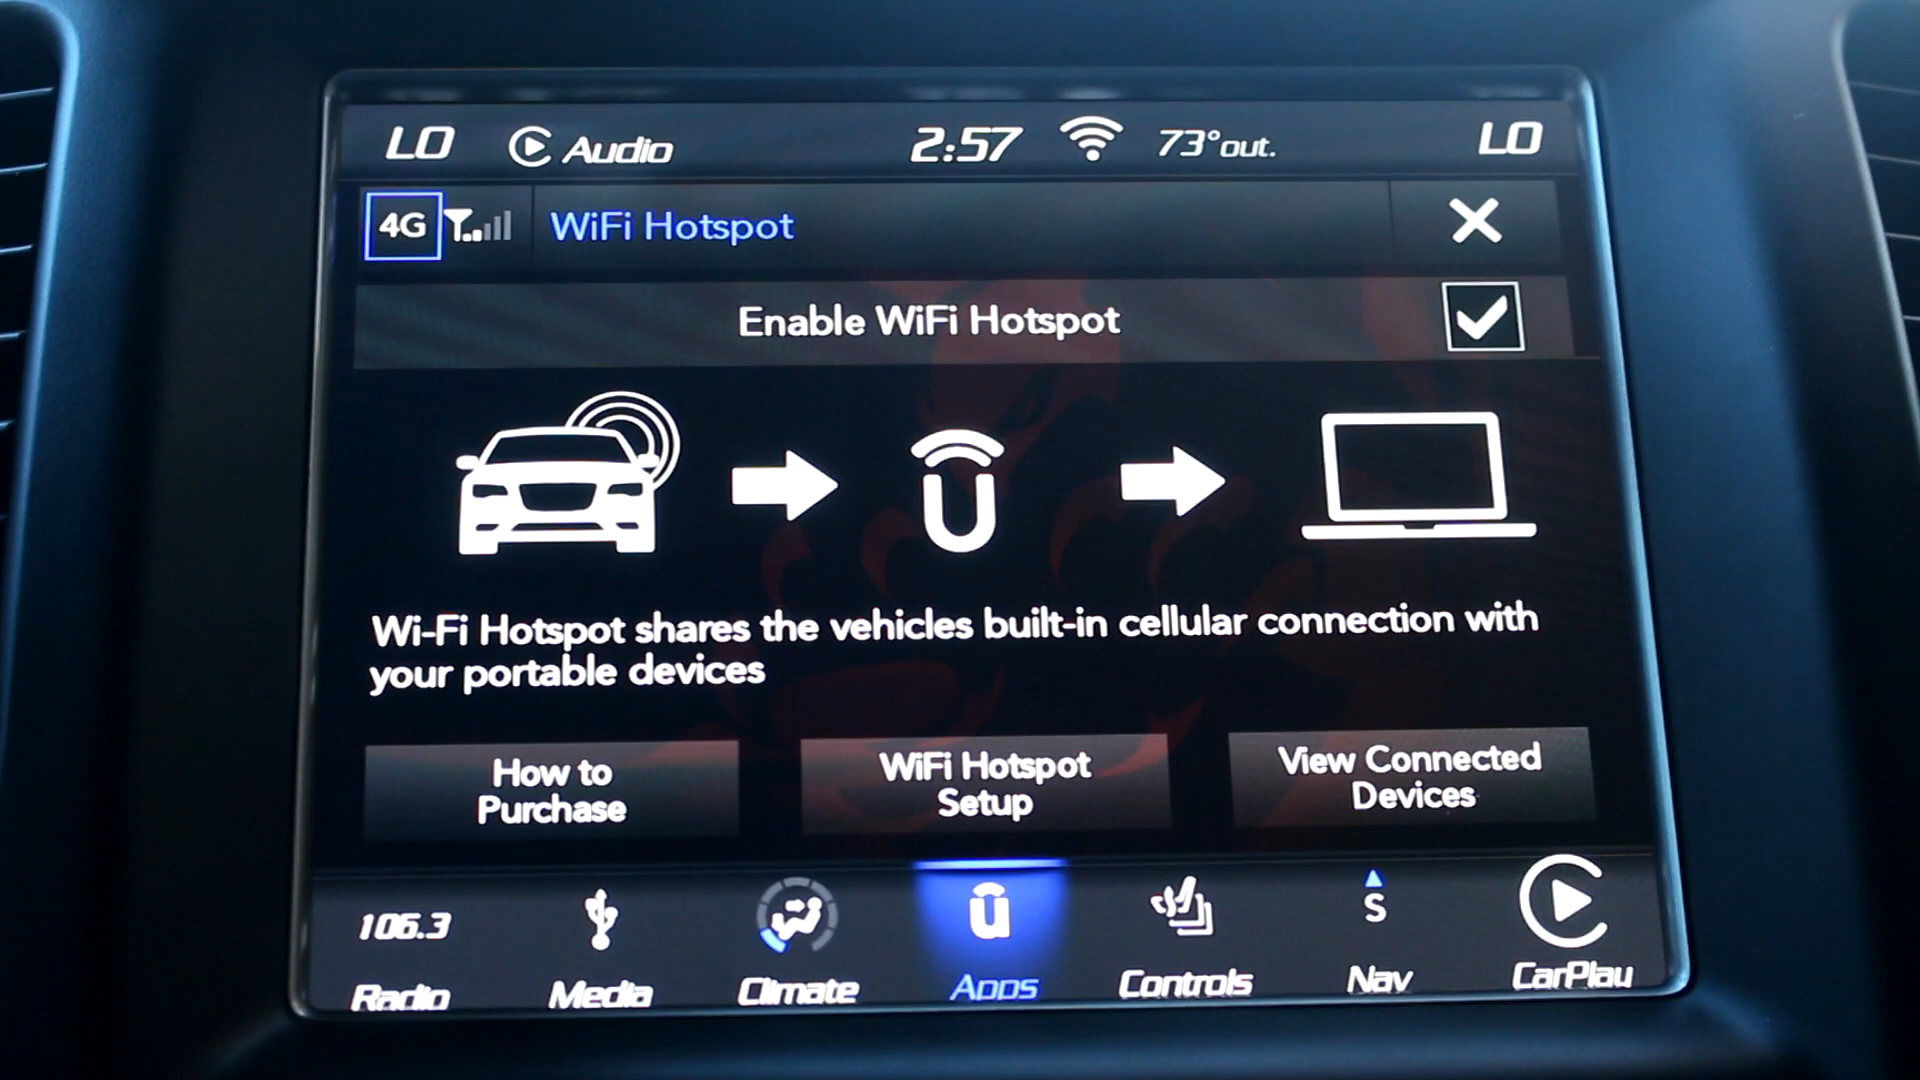 LO Audio 2:57 73°out. LO
4G WiFi Hotspot
Enable WiFi Hotspot
Wi-Fi Hotspot shares the vehicles built-in cellular connection with
your portable devices
How to
Purchase
WiFi Hotspot
Setup
View Connected
Devices
106.3 S
Radio Media Climate Apps Controls Nav CarPlay